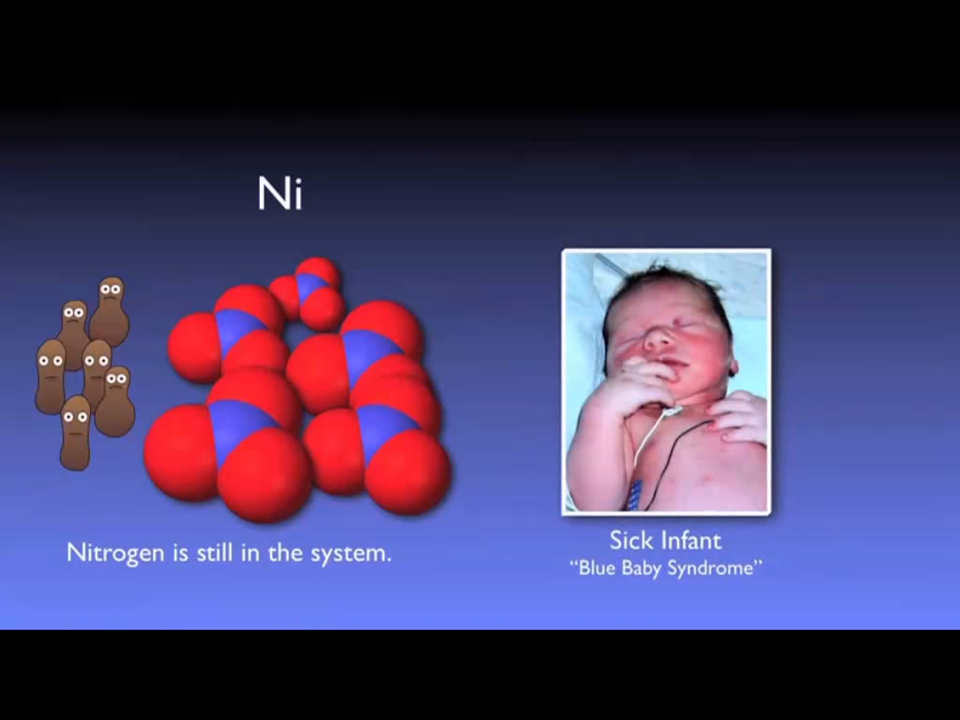 Ni
Nitrogen is still in the system.
Sick Infant
“Blue Baby Syndrome”